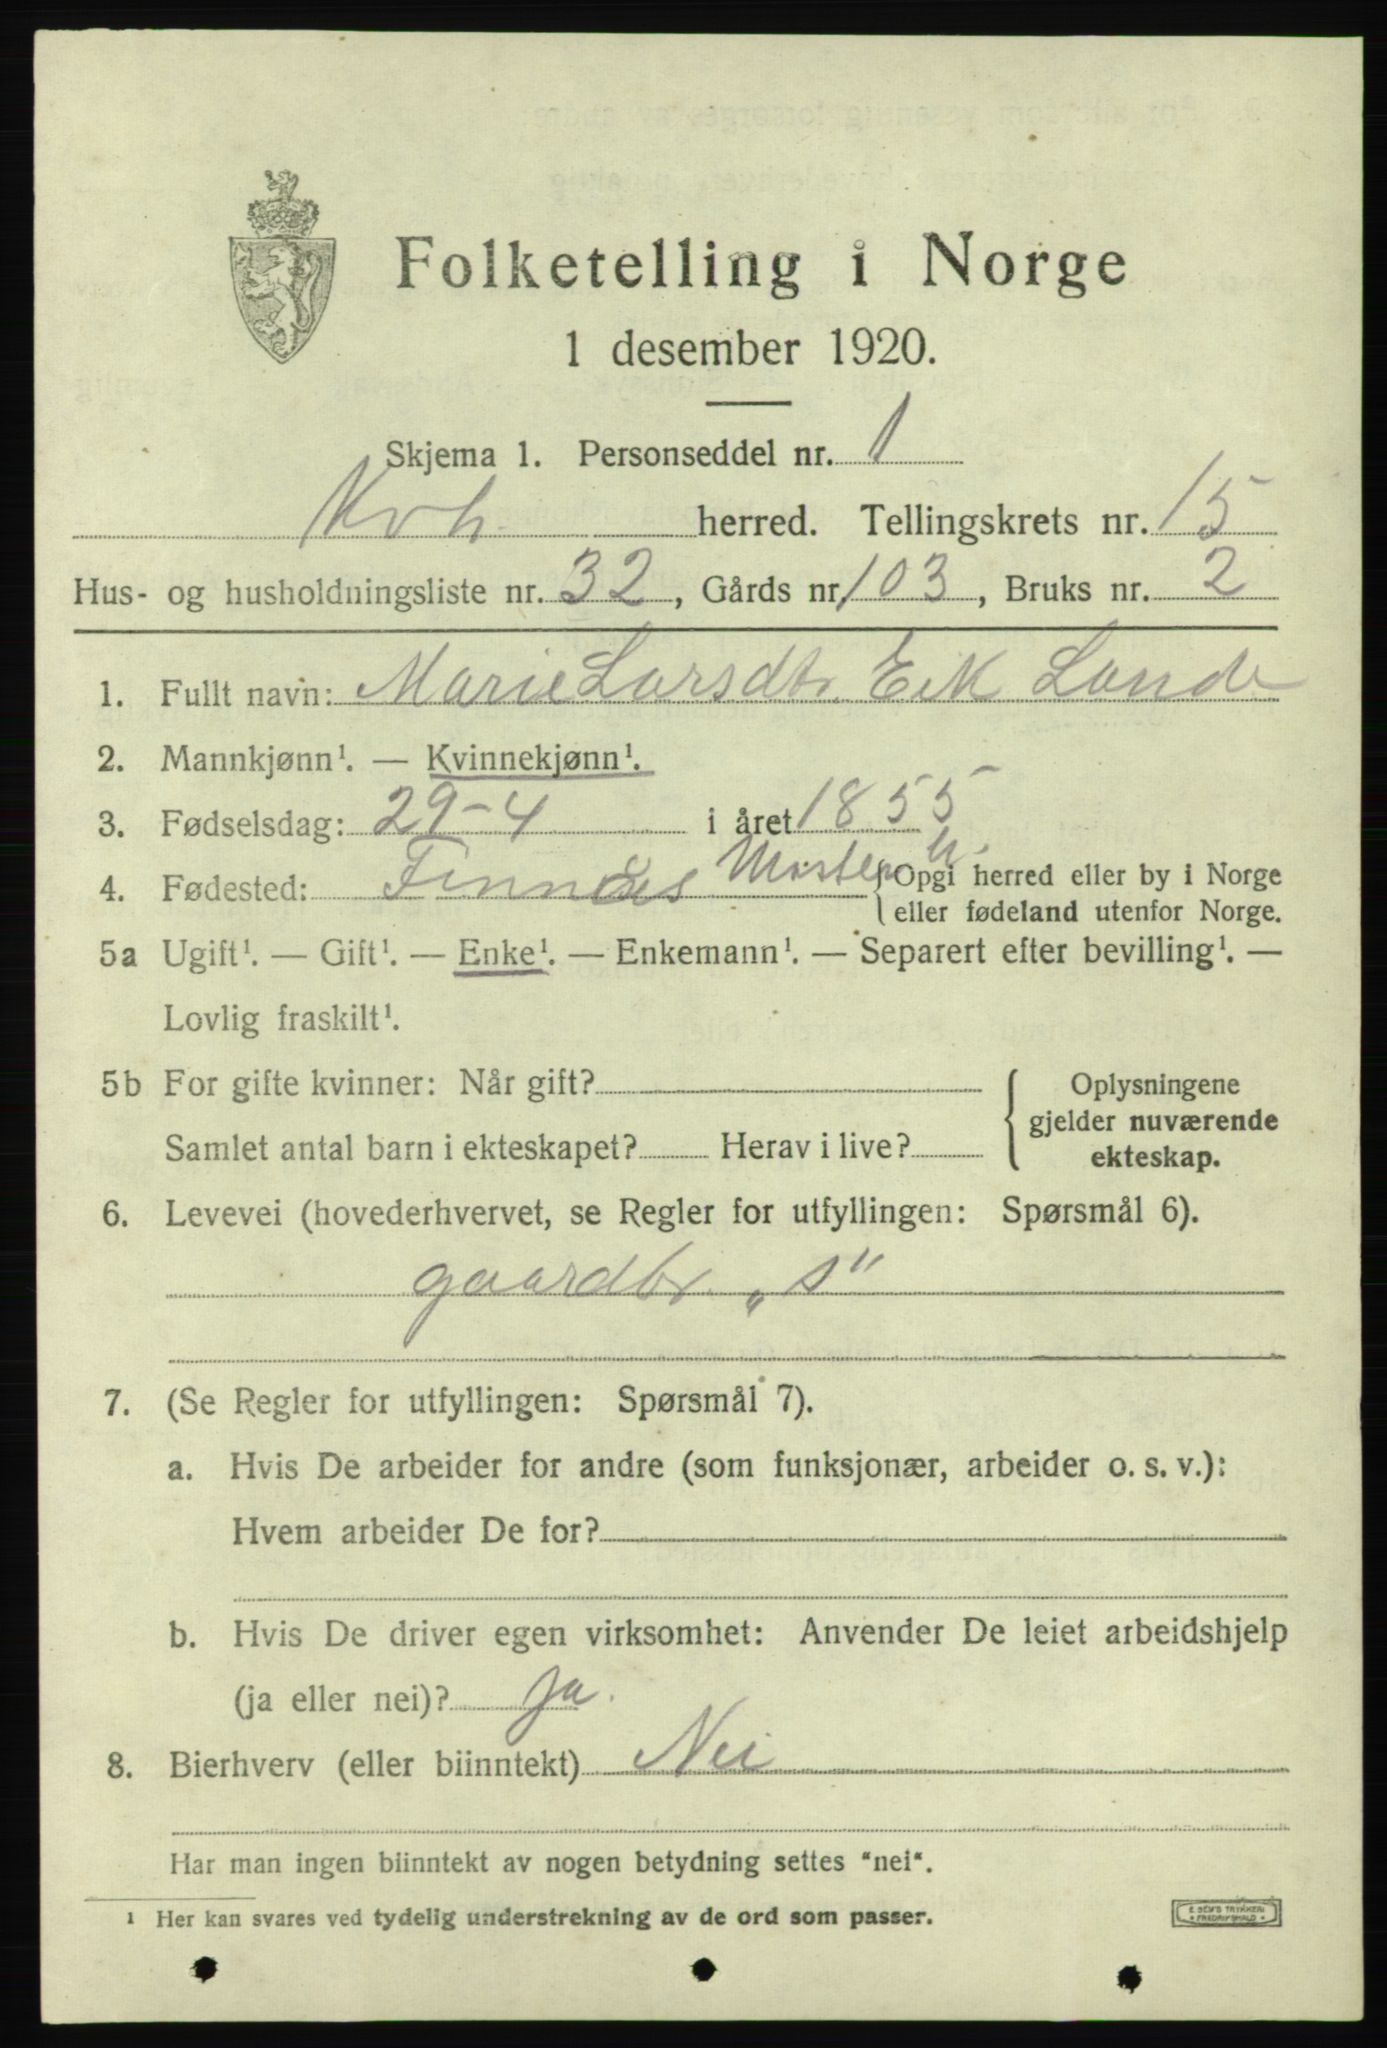 Folketelling i Norge
1 desember 1920.
Skjema 1. Personseddel nr. 1
Kvh. herred. Tellingskrets nr. 15
Hus- og husholdningsliste nr. 32, Gårds nr. 103, Bruks nr. 2
1. Fullt navn: Marie Larsdtr. Eik Lande
2. Mannkjønn¹. — Kvinnekjønn¹.
3. Fødselsdag: 29-4 i året 1855
4. Fødested: Finnås Moster h. {Opgi herred eller by i Norge
eller fødeland utenfor Norge.
5a Ugift¹. — Gift¹. — Enke¹. — Enkemann¹. — Separert efter bevilling¹. —
Lovlig fraskilt¹.
5b For gifte kvinner: Når gift? { Oplysningene
gjelder nuværende
Samlet antal barn i ekteskapet? Herav i live? ekteskap.
6. Levevei (hovederhvervet, se Regler for utfyllingen: Spørsmål 6).
gaardbr. „s"
7. (Se Regler for utfyllingen: Spørsmål 7).
a. Hvis De arbeider for andre (som funksjonær, arbeider o. s. v.):
Hvem arbeider De for?
b. Hvis De driver egen virksomhet: Anvender De leiet arbeidshjelp
(ja eller nei)? ja.
8. Bierhverv (eller biinntekt) Nei
Har man ingen biinntekt av nogen betydning settes "nei".
¹ Her kan svares ved tydelig understrekning av de ord som passer.
E. SEM'S TRYKKERI
• FREDRIKSHALD •